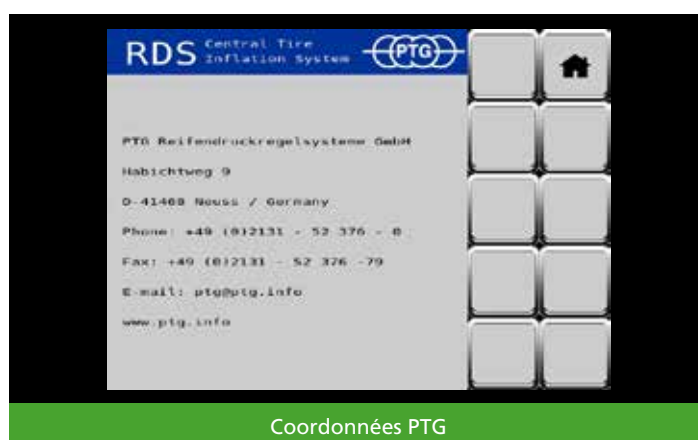 RDS Central Tire
Inflation System
PTG
PTG Reifendruckregelsysteme GmbH
Habichtweg 9
D-41468 Neuss / Germany
Phone: +49 (0)2131 - 52 376 - 0
Fax: +49 (0)2131 - 52 376 -79
E-mail: ptg@ptg.info
www.ptg.info
Coordonnées PTG